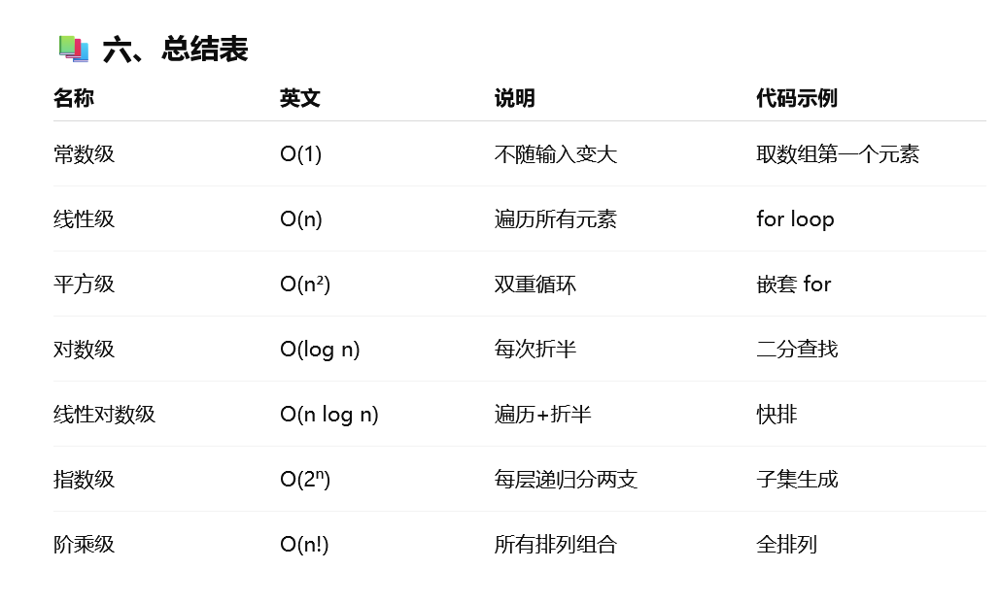 六、总结表
名称 英文 说明 代码示例
常数级 O(1) 不随输入变大 取数组第一个元素
线性级 O(n) 遍历所有元素 for loop
平方级 O(n²) 双重循环 嵌套 for
对数级 O(log n) 每次折半 二分查找
线性对数级 O(n log n) 遍历+折半 快排
指数级 O(2ⁿ) 每层递归分两支 子集生成
阶乘级 O(n!) 所有排列组合 全排列